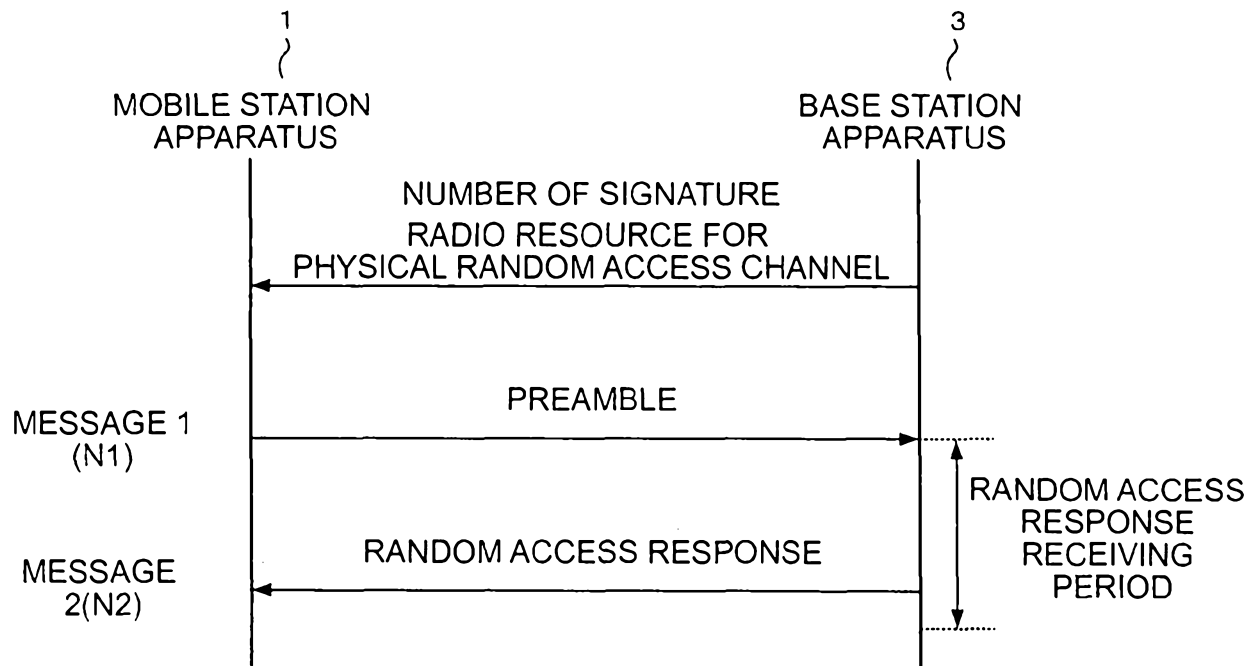 1
3
MOBILE STATION
APPARATUS
BASE STATION
APPARATUS
NUMBER OF SIGNATURE
RADIO RESOURCE FOR
PHYSICAL RANDOM ACCESS CHANNEL
PREAMBLE
MESSAGE 1
(N1)
RANDOM ACCESS
RESPONSE
RECEIVING
PERIOD
RANDOM ACCESS RESPONSE
MESSAGE
2(N2)